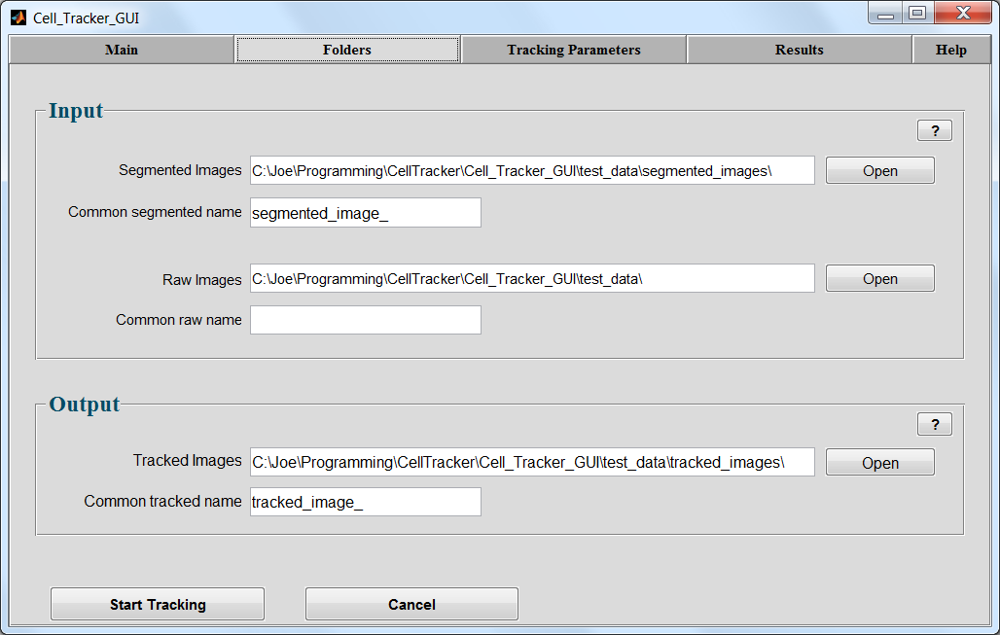 Cell_Tracker_GUI
Main Folders Tracking Parameters Results Help
Input
?
Segmented Images C:\Joe\Programming\CellTracker\Cell_Tracker_GUI\test_data\segmented_images\ Open
Common segmented name segmented_image_
Raw Images C:\Joe\Programming\CellTracker\Cell_Tracker_GUI\test_data\ Open
Common raw name
Output
?
Tracked Images C:\Joe\Programming\CellTracker\Cell_Tracker_GUI\test_data\tracked_images\ Open
Common tracked name tracked_image_
Start Tracking Cancel